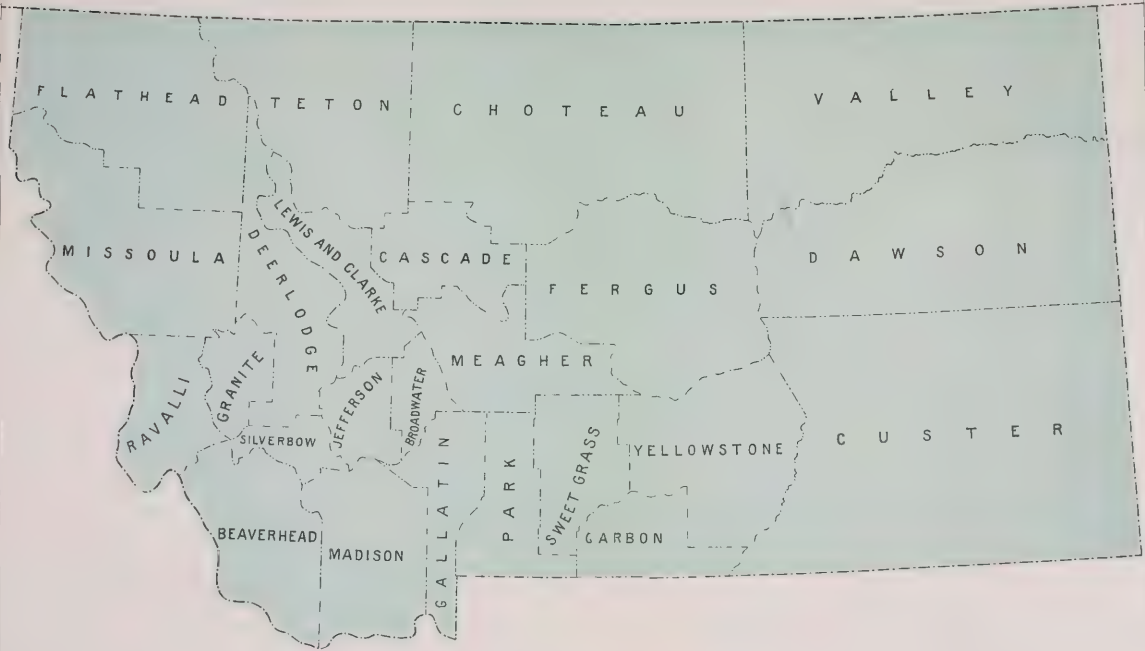 FLATHEAD
TETON
CHOTEAU
VALLEY
MISSOULA
LEWIS AND CLARKE
DEERLODGE
CASCADE
FERGUS
DAWSON
RAVALLI
GRANITE
JEFFERSON
BROADWATER
MEAGHER
SILVERBOW
GALLATIN
PARK
SWEET GRASS
YELLOWSTONE
CUSTER
BEAVERHEAD
MADISON
CARBON